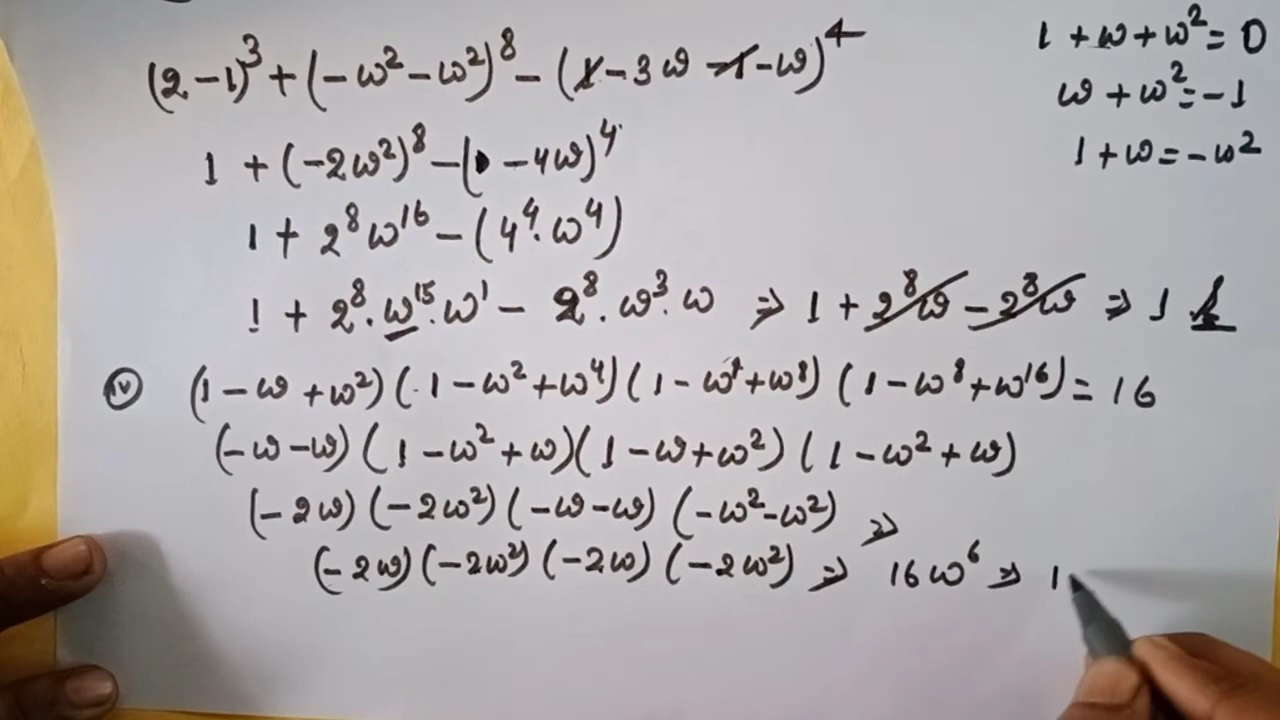 (2-1)³ + (-ω²-ω²)⁸ - (1-3ω-1-ω)⁴
1 + ω + ω² = 0
ω + ω² = -1
1 + ω = -ω²
1 + (-2ω²)⁸ - ( -4ω)⁴
1 + 2⁸ω¹⁶ - (4⁴.ω⁴)
1 + 2⁸.ω¹⁵.ω¹ - 2⁸.ω³.ω ⇒ 1 + 2⁸ω - 2⁸ω ⇒ 1
(iv) (1-ω+ω²)(1-ω²+ω⁴)(1-ω⁴+ω⁸)(1-ω⁸+ω¹⁶) = 16
(-ω-ω)(1-ω²+ω)(1-ω+ω²)(1-ω²+ω)
(-2ω)(-2ω²)(-ω-ω)(-ω²-ω²) ⇒
(-2ω)(-2ω²)(-2ω)(-2ω²) ⇒ 16ω⁶ ⇒ 1